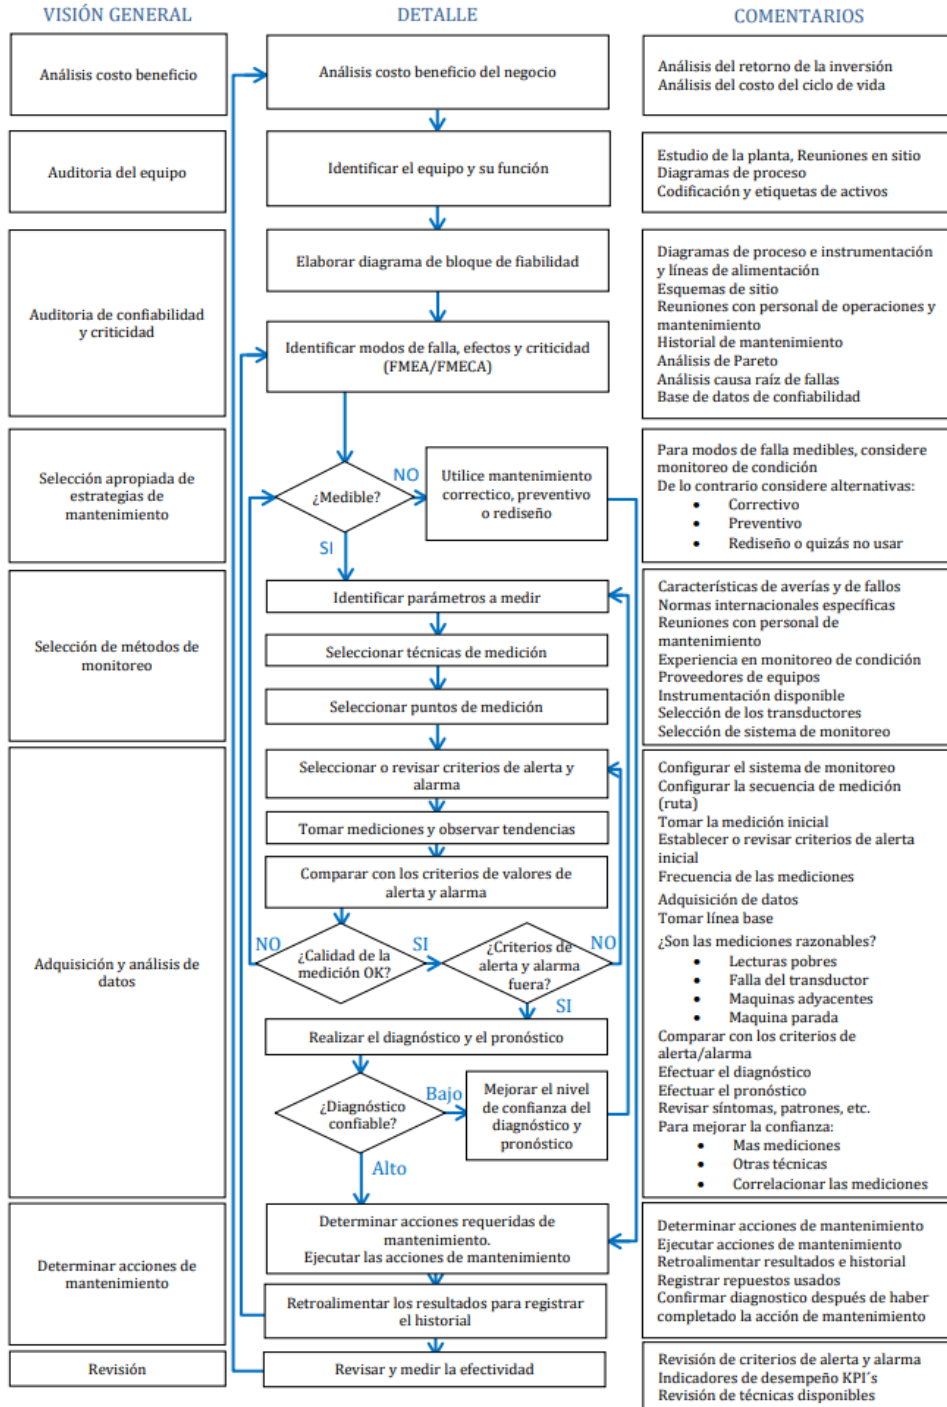 VISIÓN GENERAL
DETALLE
COMENTARIOS
Análisis costo beneficio
Análisis costo beneficio del negocio
Análisis del retorno de la inversión
Análisis del costo del ciclo de vida
Auditoria del equipo
Identificar el equipo y su función
Estudio de la planta, Reuniones en sitio
Diagramas de proceso
Codificación y etiquetas de activos
Auditoria de confiabilidad
y criticidad
Elaborar diagrama de bloque de fiabilidad
Identificar modos de falla, efectos y criticidad
(FMEA/FMECA)
Diagramas de proceso e instrumentación
y líneas de alimentación
Esquemas de sitio
Reuniones con personal de operaciones y
mantenimiento
Historial de mantenimiento
Análisis de Pareto
Análisis causa raíz de fallas
Base de datos de confiabilidad
Selección apropiada de
estrategias de
mantenimiento
¿Medible?
NO
SI
Utilice mantenimiento
correctico, preventivo
o rediseño
Para modos de falla medibles, considere
monitoreo de condición
De lo contrario considere alternativas:
• Correctivo
• Preventivo
• Rediseño o quizás no usar
Selección de métodos de
monitoreo
Identificar parámetros a medir
Seleccionar técnicas de medición
Seleccionar puntos de medición
Características de averías y de fallos
Normas internacionales específicas
Reuniones con personal de
mantenimiento
Experiencia en monitoreo de condición
Proveedores de equipos
Instrumentación disponible
Selección de los transductores
Selección de sistema de monitoreo
Adquisición y análisis de
datos
Seleccionar o revisar criterios de alerta y
alarma
Tomar mediciones y observar tendencias
Comparar con los criterios de valores de
alerta y alarma
NO
¿Calidad de la
medición OK?
SI
¿Criterios de
alerta y alarma
fuera?
NO
SI
Realizar el diagnóstico y el pronóstico
¿Diagnóstico
confiable?
Bajo
Alto
Mejorar el nivel
de confianza del
diagnóstico y
pronóstico
Configurar el sistema de monitoreo
Configurar la secuencia de medición
(ruta)
Tomar la medición inicial
Establecer o revisar criterios de alerta
inicial
Frecuencia de las mediciones
Adquisición de datos
Tomar línea base
¿Son las mediciones razonables?
• Lecturas pobres
• Falla del transductor
• Maquinas adyacentes
• Maquina parada
Comparar con los criterios de
alerta/alarma
Efectuar el diagnóstico
Efectuar el pronóstico
Revisar síntomas, patrones, etc.
Para mejorar la confianza:
• Mas mediciones
• Otras técnicas
• Correlacionar las mediciones
Determinar acciones de
mantenimiento
Determinar acciones requeridas de
mantenimiento.
Ejecutar las acciones de mantenimiento
Retroalimentar los resultados para registrar
el historial
Determinar acciones de mantenimiento
Ejecutar acciones de mantenimiento
Retroalimentar resultados e historial
Registrar repuestos usados
Confirmar diagnostico después de haber
completado la acción de mantenimiento
Revisión
Revisar y medir la efectividad
Revisión de criterios de alerta y alarma
Indicadores de desempeño KPI´s
Revisión de técnicas disponibles